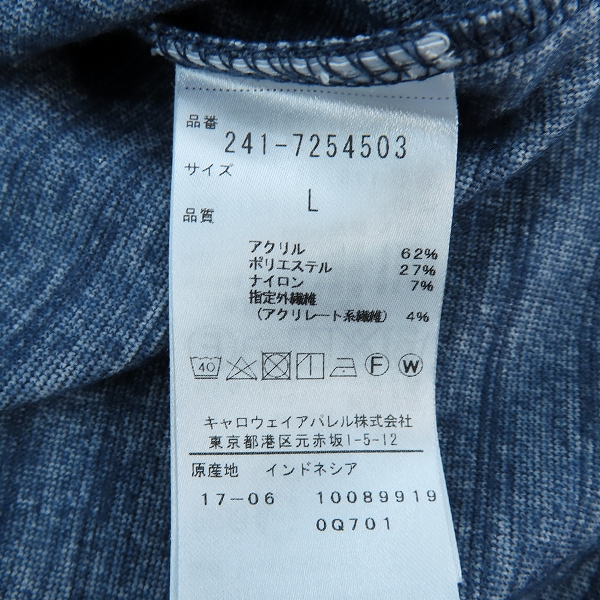 品番
241-7254503
サイズ
L
品質
アクリル 62%
ポリエステル 27%
ナイロン 7%
指定外繊維
(アクリレート系繊維) 4%
40 F W
キャロウェイアパレル株式会社
東京都港区元赤坂1-5-12
原産地 インドネシア
17-06 10089919
0Q701